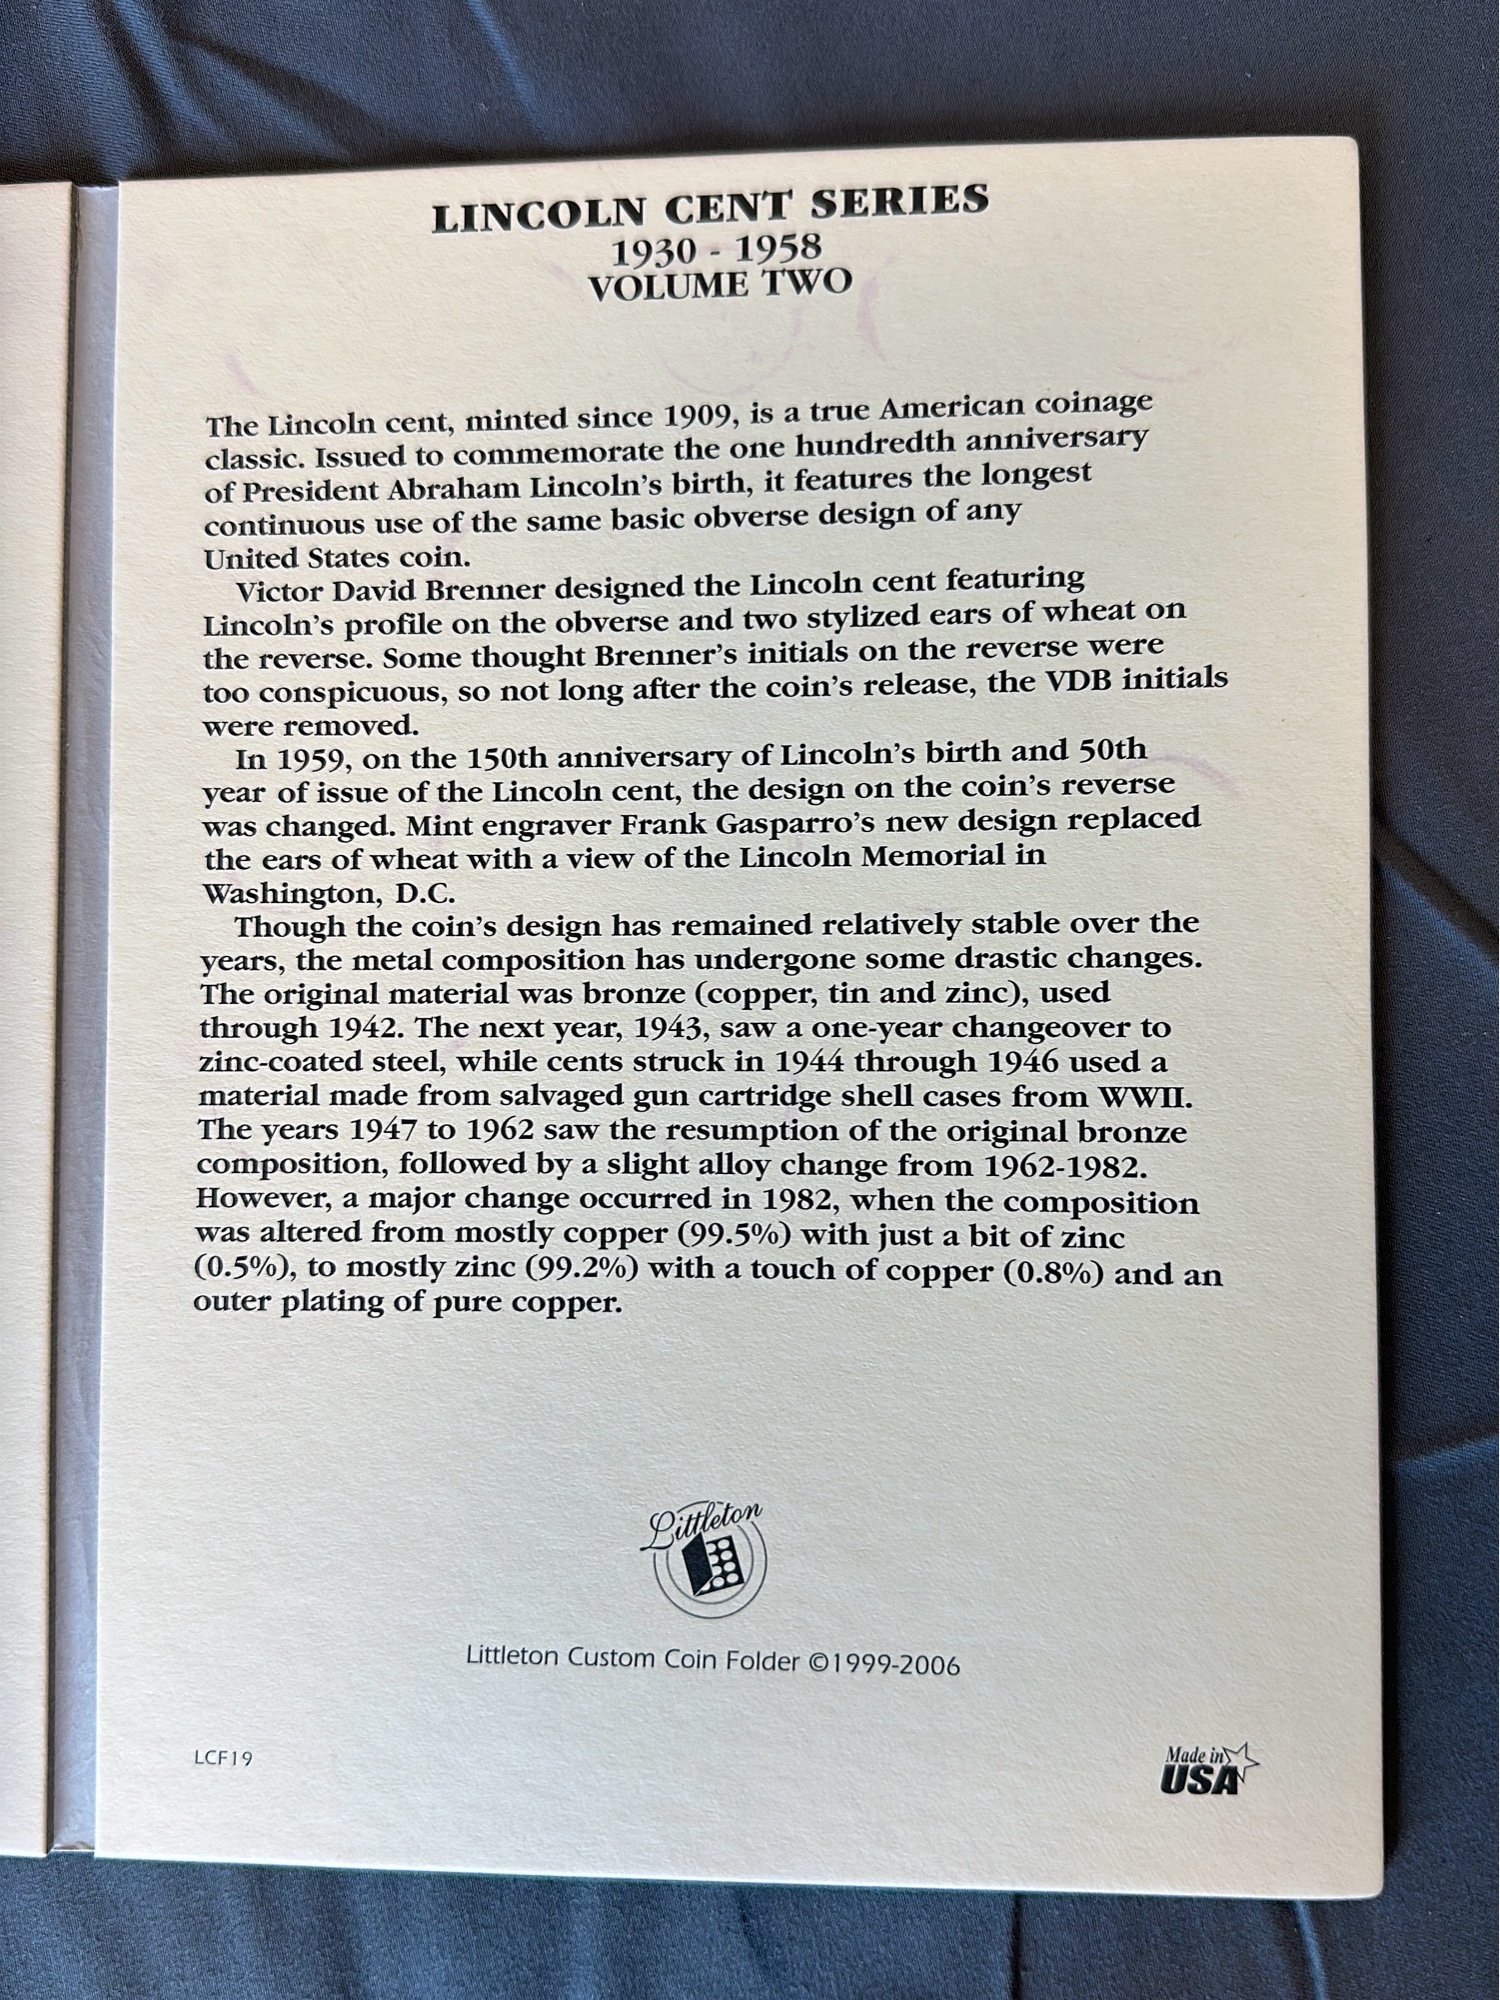 LINCOLN CENT SERIES
1930 - 1958
VOLUME TWO
The Lincoln cent, minted since 1909, is a true American coinage
classic. Issued to commemorate the one hundredth anniversary
of President Abraham Lincoln's birth, it features the longest
continuous use of the same basic obverse design of any
United States coin.
Victor David Brenner designed the Lincoln cent featuring
Lincoln's profile on the obverse and two stylized ears of wheat on
the reverse. Some thought Brenner's initials on the reverse were
too conspicuous, so not long after the coin's release, the VDB initials
were removed.
In 1959, on the 150th anniversary of Lincoln's birth and 50th
year of issue of the Lincoln cent, the design on the coin's reverse
was changed. Mint engraver Frank Gasparro's new design replaced
the ears of wheat with a view of the Lincoln Memorial in
Washington, D.C.
Though the coin's design has remained relatively stable over the
years, the metal composition has undergone some drastic changes.
The original material was bronze (copper, tin and zinc), used
through 1942. The next year, 1943, saw a one-year changeover to
zinc-coated steel, while cents struck in 1944 through 1946 used a
material made from salvaged gun cartridge shell cases from WWII.
The years 1947 to 1962 saw the resumption of the original bronze
composition, followed by a slight alloy change from 1962-1982.
However, a major change occurred in 1982, when the composition
was altered from mostly copper (99.5%) with just a bit of zinc
(0.5%), to mostly zinc (99.2%) with a touch of copper (0.8%) and an
outer plating of pure copper.
Littleton
Littleton Custom Coin Folder ©1999-2006
LCF19
Made in
USA